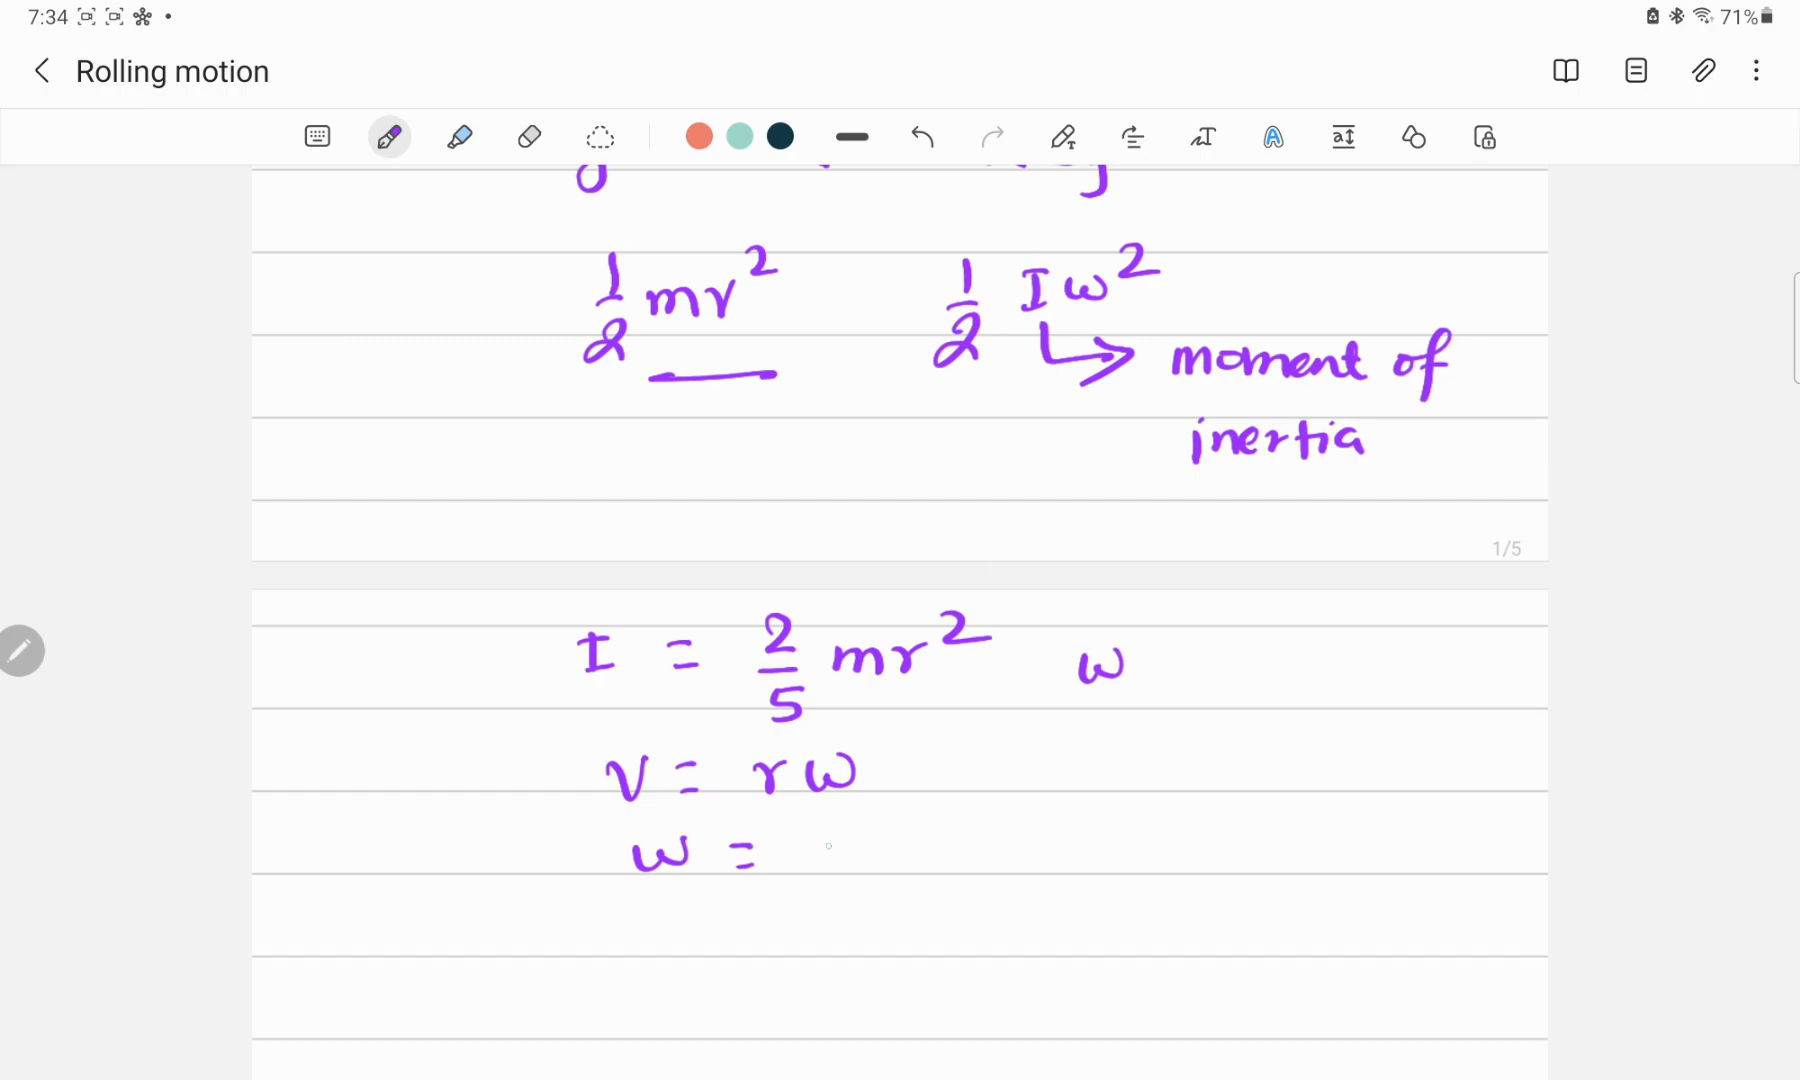 7:34
71%
Rolling motion
1/2 mv² 1/2 Iω²
moment of
inertia
1/5
I = 2/5 mr² ω
v = rω
ω =